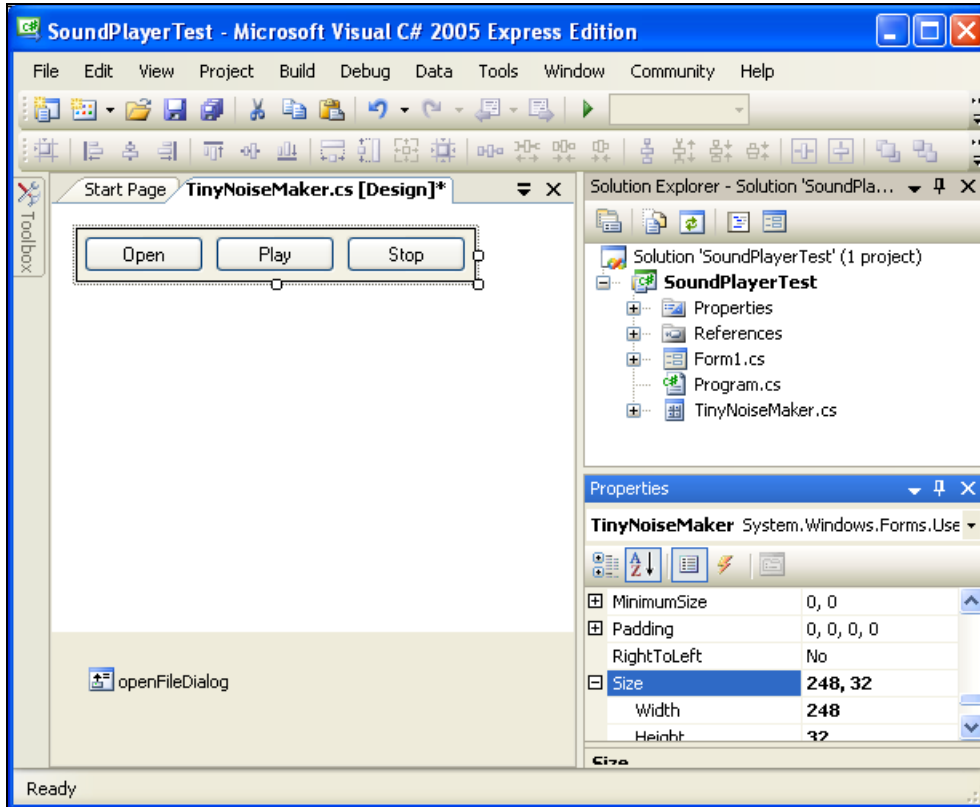 SoundPlayerTest - Microsoft Visual C# 2005 Express Edition
File Edit View Project Build Debug Data Tools Window Community Help
Toolbox
Start Page TinyNoiseMaker.cs [Design]*
Open Play Stop
openFileDialog
Solution Explorer - Solution 'SoundPla...
Solution 'SoundPlayerTest' (1 project)
C# SoundPlayerTest
Properties
References
Form1.cs
Program.cs
TinyNoiseMaker.cs
Properties
TinyNoiseMaker System.Windows.Forms.Use
MinimumSize 0, 0
Padding 0, 0, 0, 0
RightToLeft No
Size 248, 32
Width 248
Height 32
Size
Ready